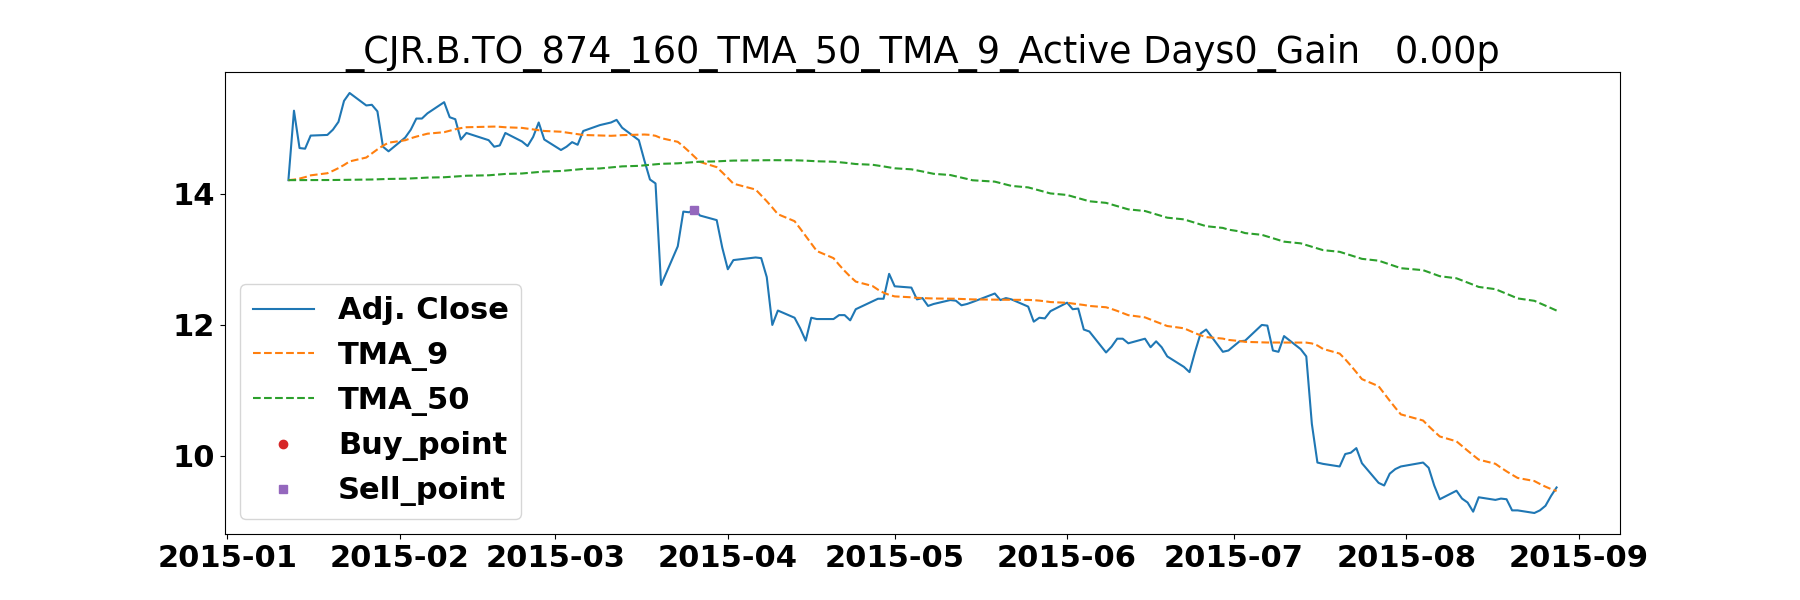 _CJR.B.TO_874_160_TMA_50_TMA_9_Active Days0_Gain   0.00p
14
12
10
Adj. Close
TMA_9
TMA_50
Buy_point
Sell_point
2015-01 2015-02 2015-03 2015-04 2015-05 2015-06 2015-07 2015-08 2015-09